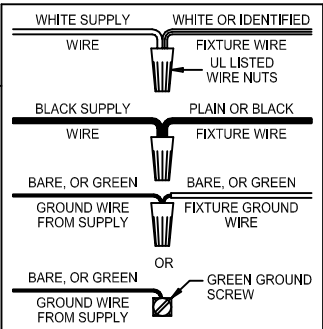 WHITE SUPPLY
WIRE
WHITE OR IDENTIFIED
FIXTURE WIRE
UL LISTED
WIRE NUTS
BLACK SUPPLY
WIRE
PLAIN OR BLACK
FIXTURE WIRE
BARE, OR GREEN
GROUND WIRE
FROM SUPPLY
BARE, OR GREEN
FIXTURE GROUND
WIRE
OR
BARE, OR GREEN
GROUND WIRE
FROM SUPPLY
GREEN GROUND
SCREW